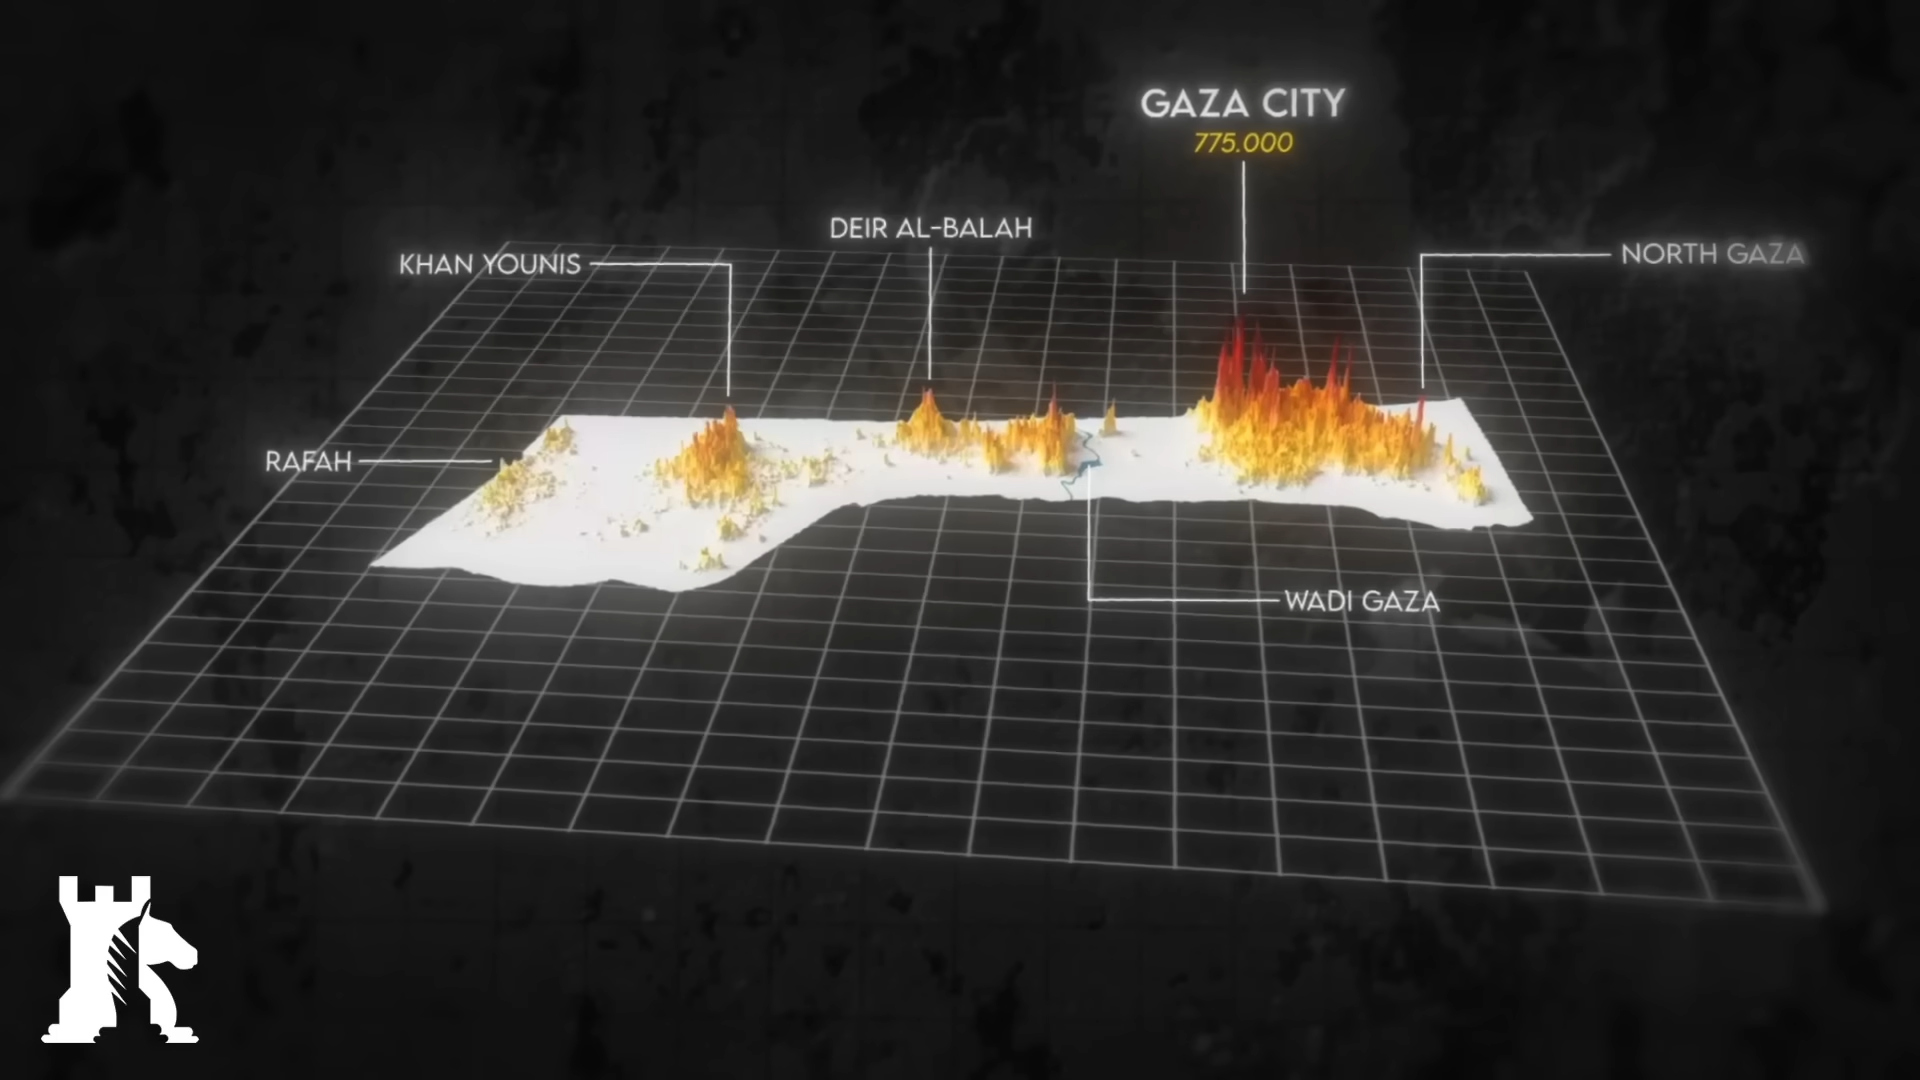 GAZA CITY
775.000
DEIR AL-BALAH
KHAN YOUNIS
NORTH GAZA
RAFAH
WADI GAZA